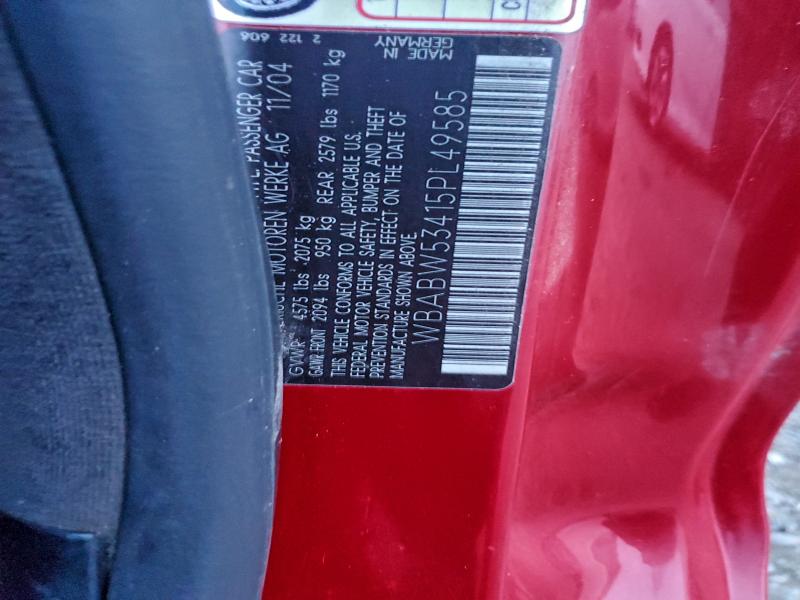 PASSENGER CAR 2 122 606
MOTOREN WERKE AG 11/04
GVWR 4575 lbs 2075 kg
GAWR FRONT 2094 lbs 950 kg REAR 2579 lbs 1170 kg
THIS VEHICLE CONFORMS TO ALL APPLICABLE U.S.
FEDERAL MOTOR VEHICLE SAFETY, BUMPER AND THEFT
PREVENTION STANDARDS IN EFFECT ON THE DATE OF
MANUFACTURE SHOWN ABOVE
MADE IN
GERMANY
WBABW53415PL49585